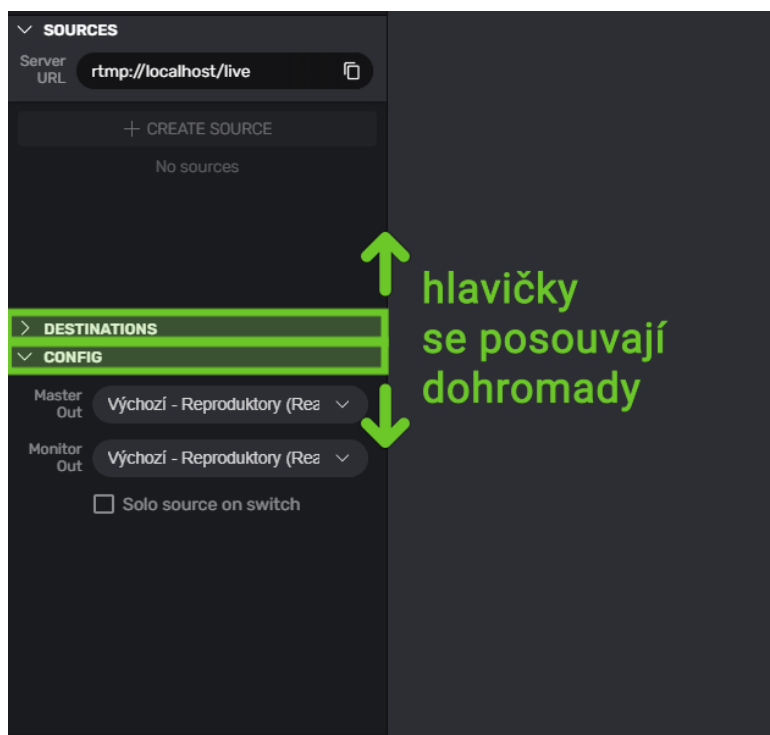 SOURCES
Server
URL
rtmp://localhost/live
+ CREATE SOURCE
No sources
hlavičky
se posouvají
dohromady
DESTINATIONS
CONFIG
Master
Out
Výchozí - Reproduktory (Rea
Monitor
Out
Výchozí - Reproduktory (Rea
Solo source on switch